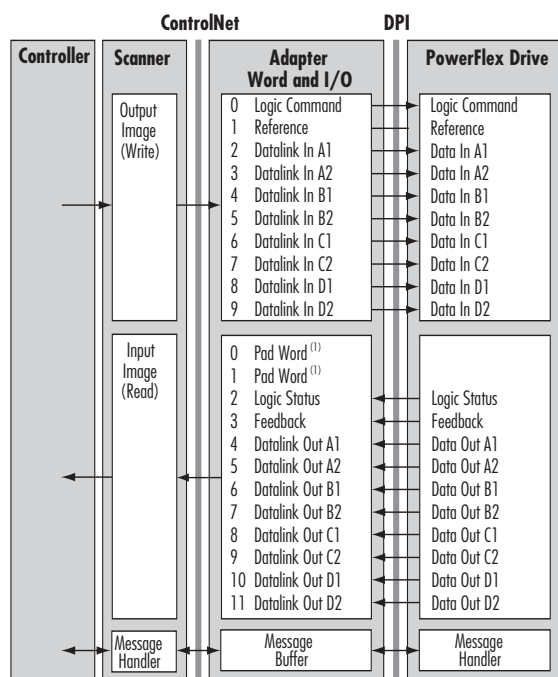 ControlNet DPI
Controller Scanner Adapter Word and I/O PowerFlex Drive
Output Image (Write)
0 Logic Command Logic Command
1 Reference Reference
2 Datalink In A1 Data In A1
3 Datalink In A2 Data In A2
4 Datalink In B1 Data In B1
5 Datalink In B2 Data In B2
6 Datalink In C1 Data In C1
7 Datalink In C2 Data In C2
8 Datalink In D1 Data In D1
9 Datalink In D2 Data In D2
Input Image (Read)
0 Pad Word (1)
1 Pad Word (1)
2 Logic Status Logic Status
3 Feedback Feedback
4 Datalink Out A1 Data Out A1
5 Datalink Out A2 Data Out A2
6 Datalink Out B1 Data Out B1
7 Datalink Out B2 Data Out B2
8 Datalink Out C1 Data Out C1
9 Datalink Out C2 Data Out C2
10 Datalink Out D1 Data Out D1
11 Datalink Out D2 Data Out D2
Message Handler Message Buffer Message Handler